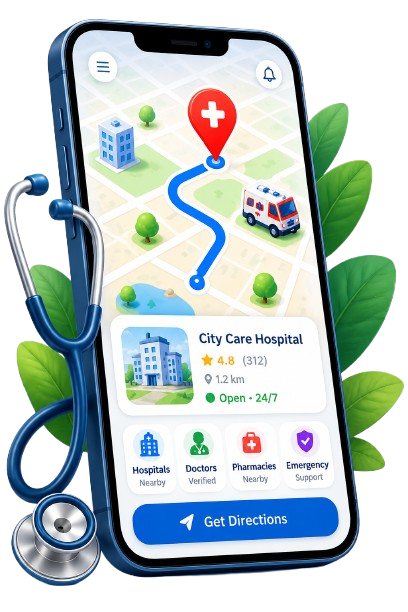 City Care Hospital
4.8 (312)
1.2 km
Open • 24/7
Hospitals
Nearby
Doctors
Verified
Pharmacies
Nearby
Emergency
Support
Get Directions